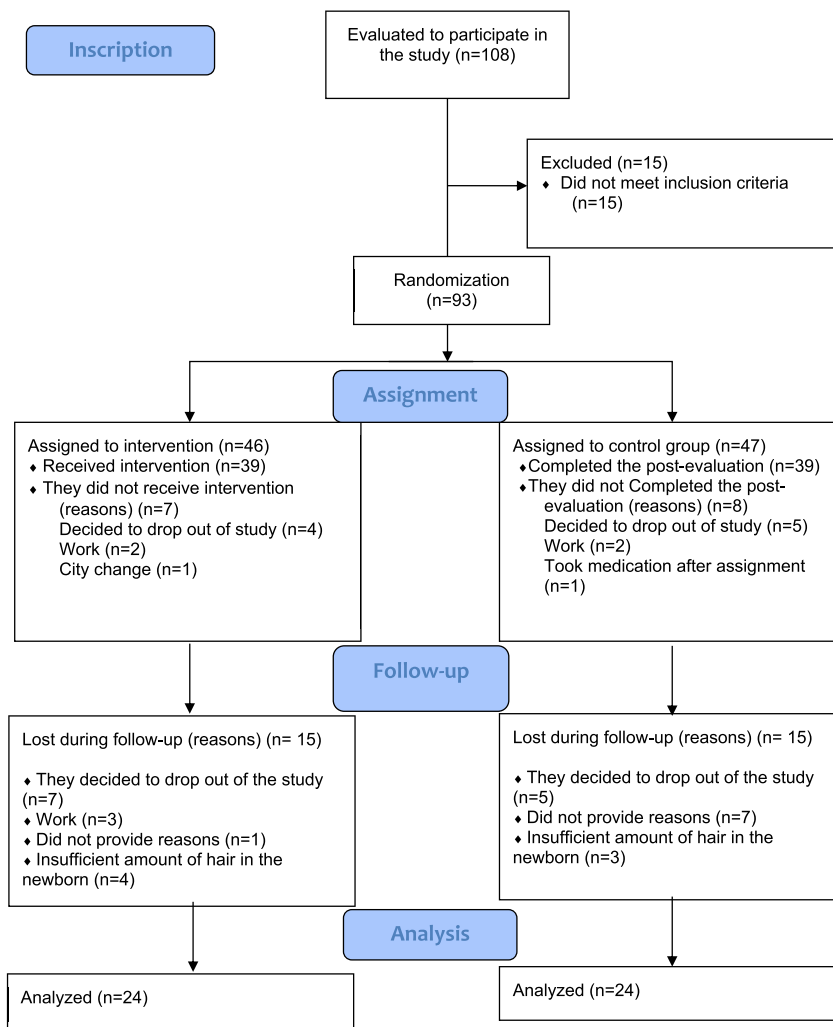 Inscription
Evaluated to participate in
the study (n=108)
Excluded (n=15)
♦ Did not meet inclusion criteria
(n=15)
Randomization
(n=93)
Assignment
Assigned to intervention (n=46)
♦ Received intervention (n=39)
♦ They did not receive intervention
(reasons) (n=7)
Decided to drop out of study (n=4)
Work (n=2)
City change (n=1)
Assigned to control group (n=47)
♦Completed the post-evaluation (n=39)
♦They did not Completed the post-
evaluation (reasons) (n=8)
Decided to drop out of study (n=5)
Work (n=2)
Took medication after assignment
(n=1)
Follow-up
Lost during follow-up (reasons) (n= 15)
♦ They decided to drop out of the study
(n=7)
♦ Work (n=3)
♦ Did not provide reasons (n=1)
♦ Insufficient amount of hair in the
newborn (n=4)
Lost during follow-up (reasons) (n= 15)
♦ They decided to drop out of the study
(n=5)
♦ Did not provide reasons (n=7)
♦ Insufficient amount of hair in the
newborn (n=3)
Analysis
Analyzed (n=24)
Analyzed (n=24)